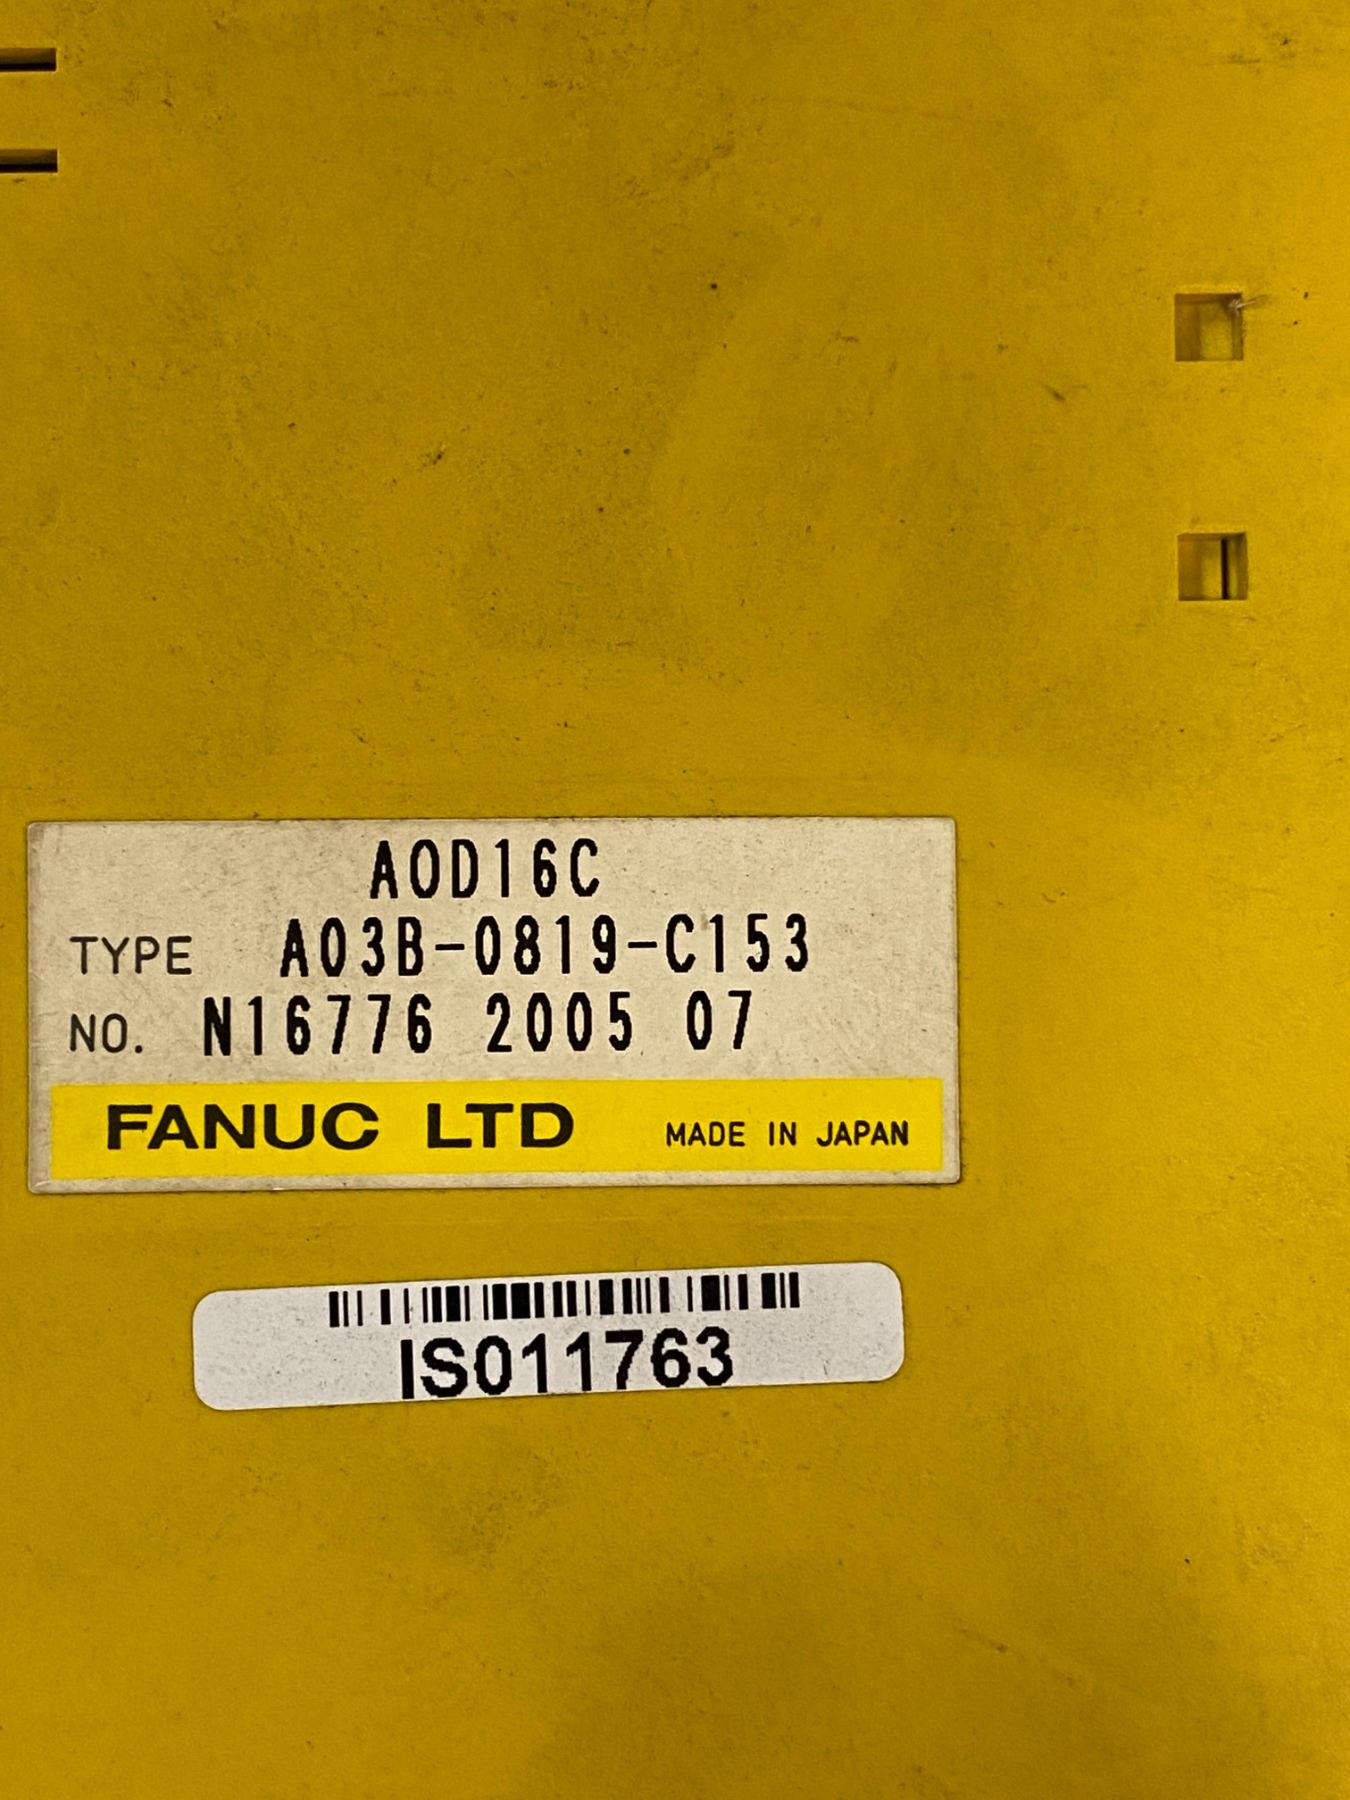 AOD16C
TYPE A03B-0819-C153
NO. N16776 2005 07
FANUC LTD MADE IN JAPAN
IS011763